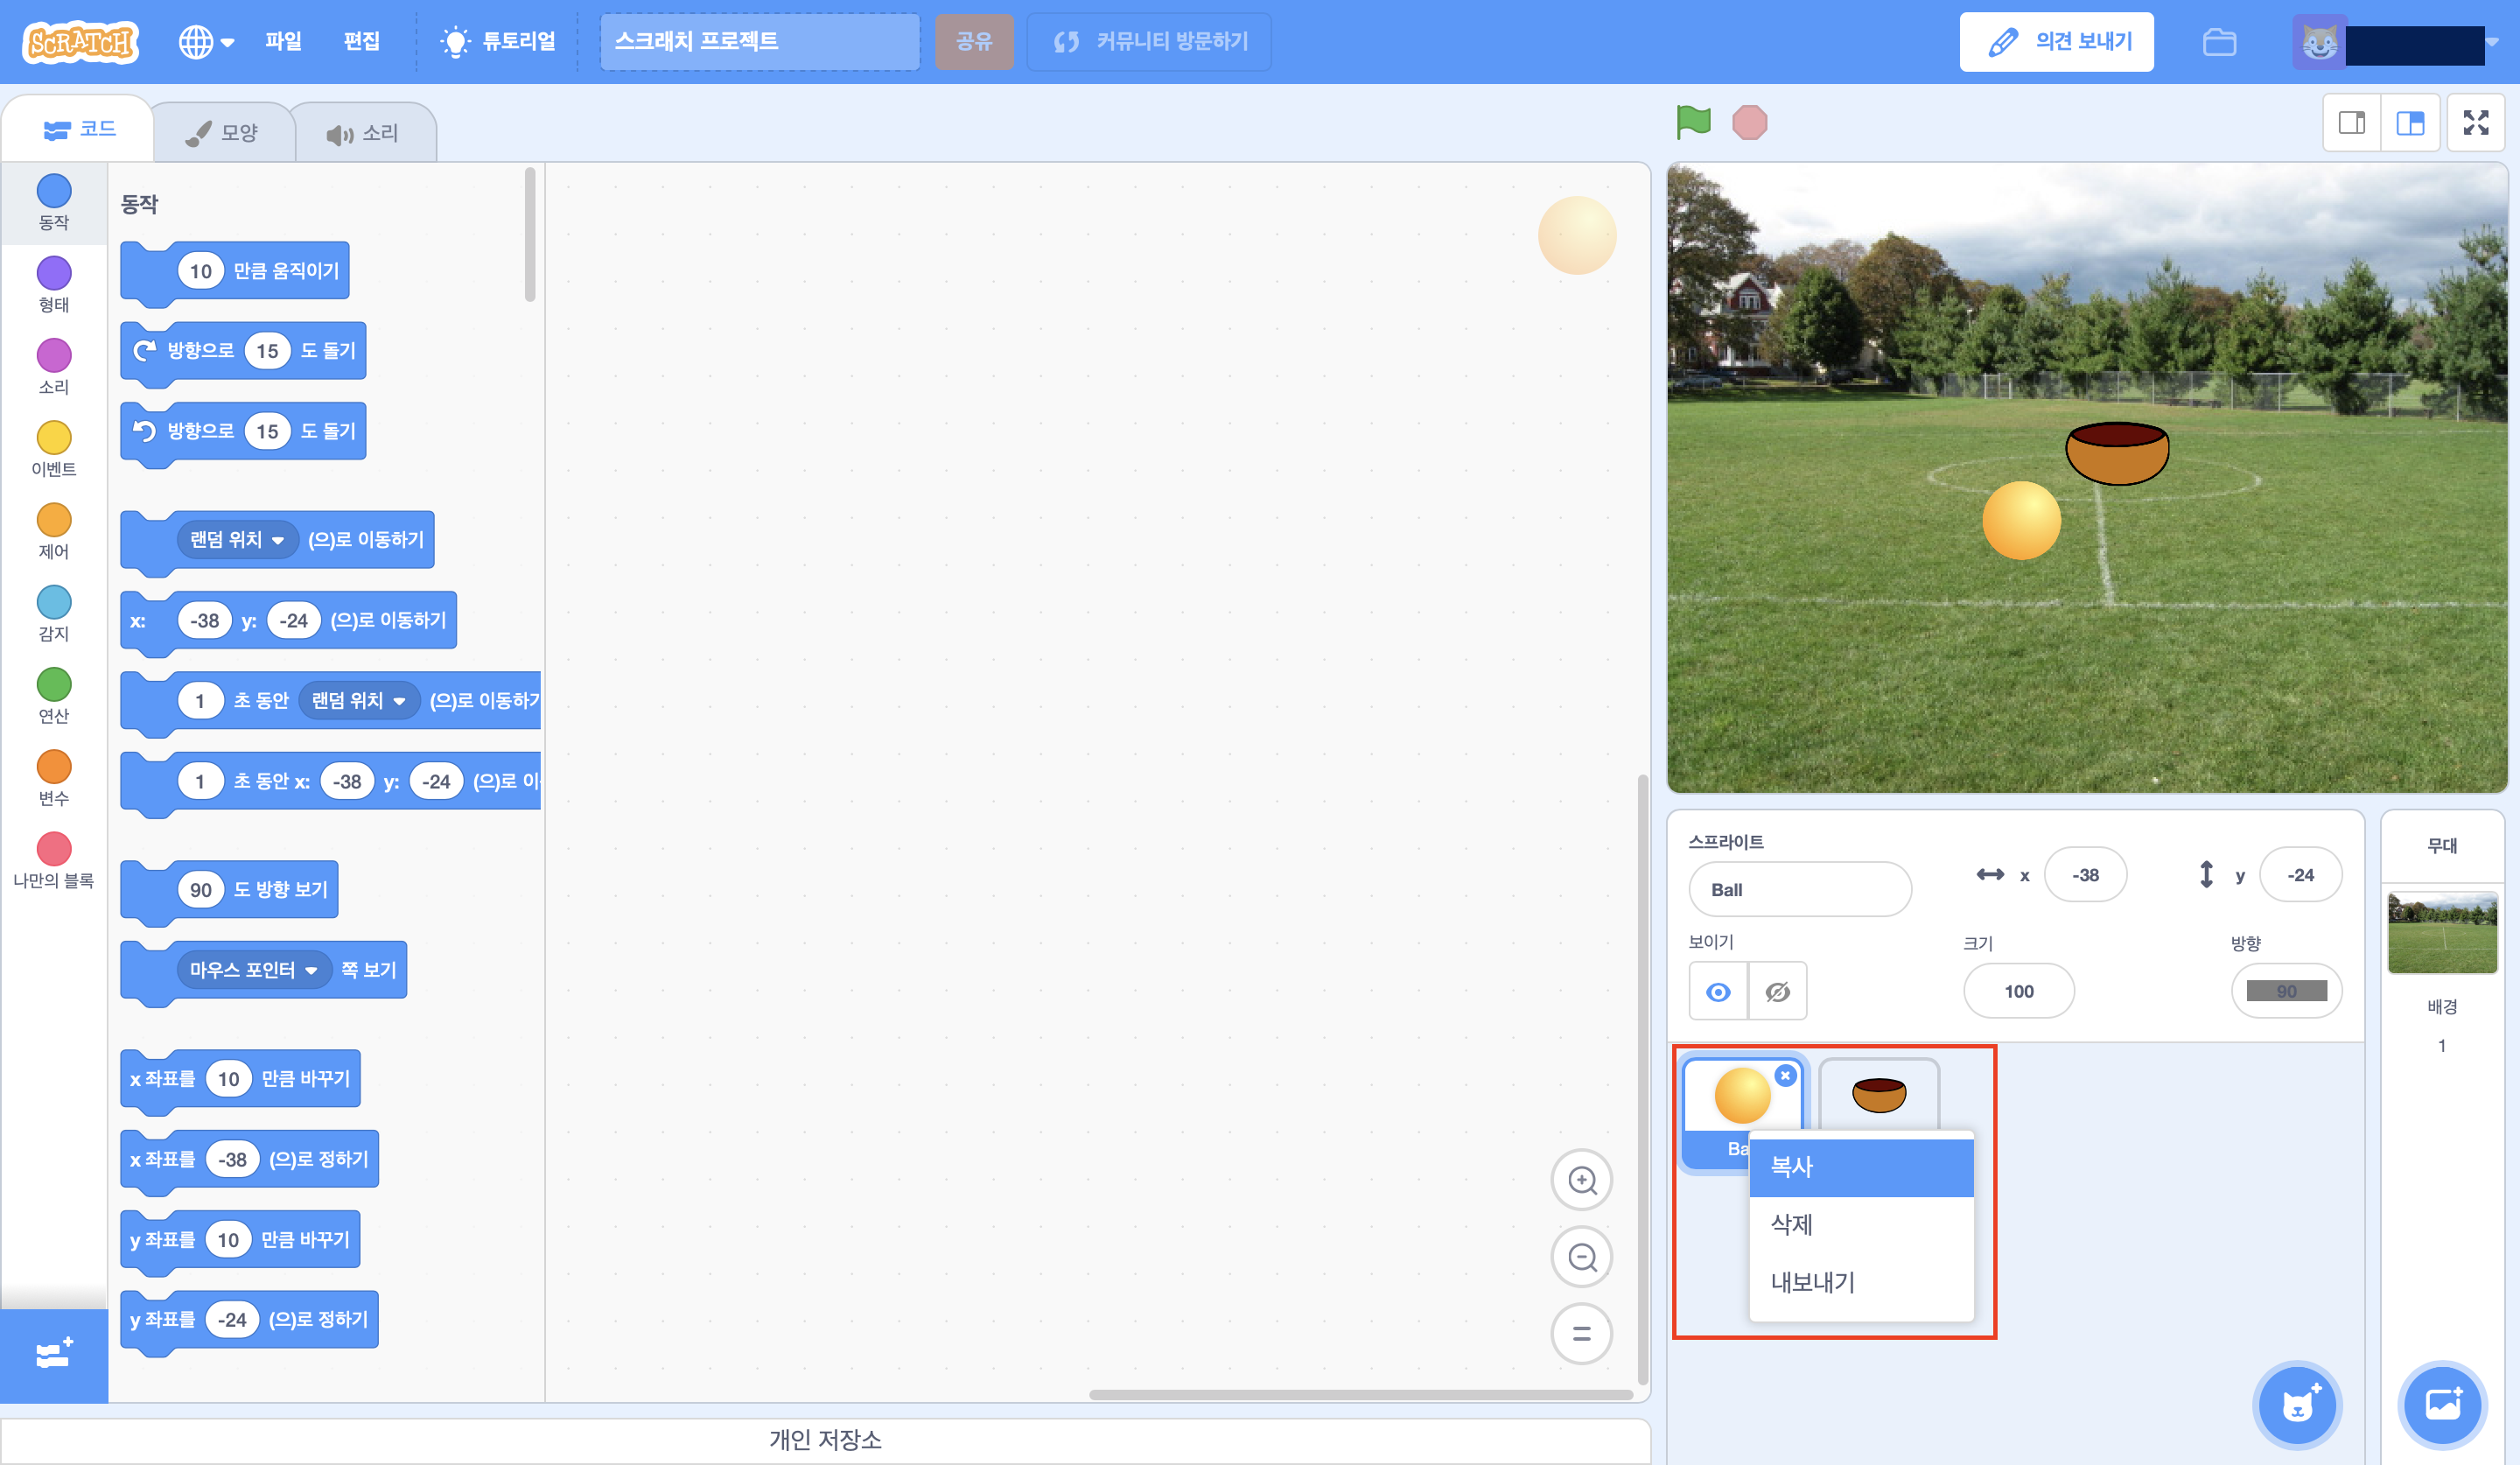 SCRATCH
파일
편집
튜토리얼
스크래치 프로젝트
공유
커뮤니티 방문하기
의견 보내기
코드
모양
소리
동작
형태
소리
이벤트
제어
감지
연산
변수
나만의 블록
동작
10 만큼 움직이기
방향으로 15 도 돌기
방향으로 15 도 돌기
랜덤 위치 (으)로 이동하기
x: -38 y: -24 (으)로 이동하기
1 초 동안 랜덤 위치 (으)로 이동하기
1 초 동안 x: -38 y: -24 (으)로 이
90 도 방향 보기
마우스 포인터 쪽 보기
x 좌표를 10 만큼 바꾸기
x 좌표를 -38 (으)로 정하기
y 좌표를 10 만큼 바꾸기
y 좌표를 -24 (으)로 정하기
개인 저장소
스프라이트
Ball
x -38
y -24
보이기
크기
100
방향
90
Ba
복사
삭제
내보내기
무대
배경
1